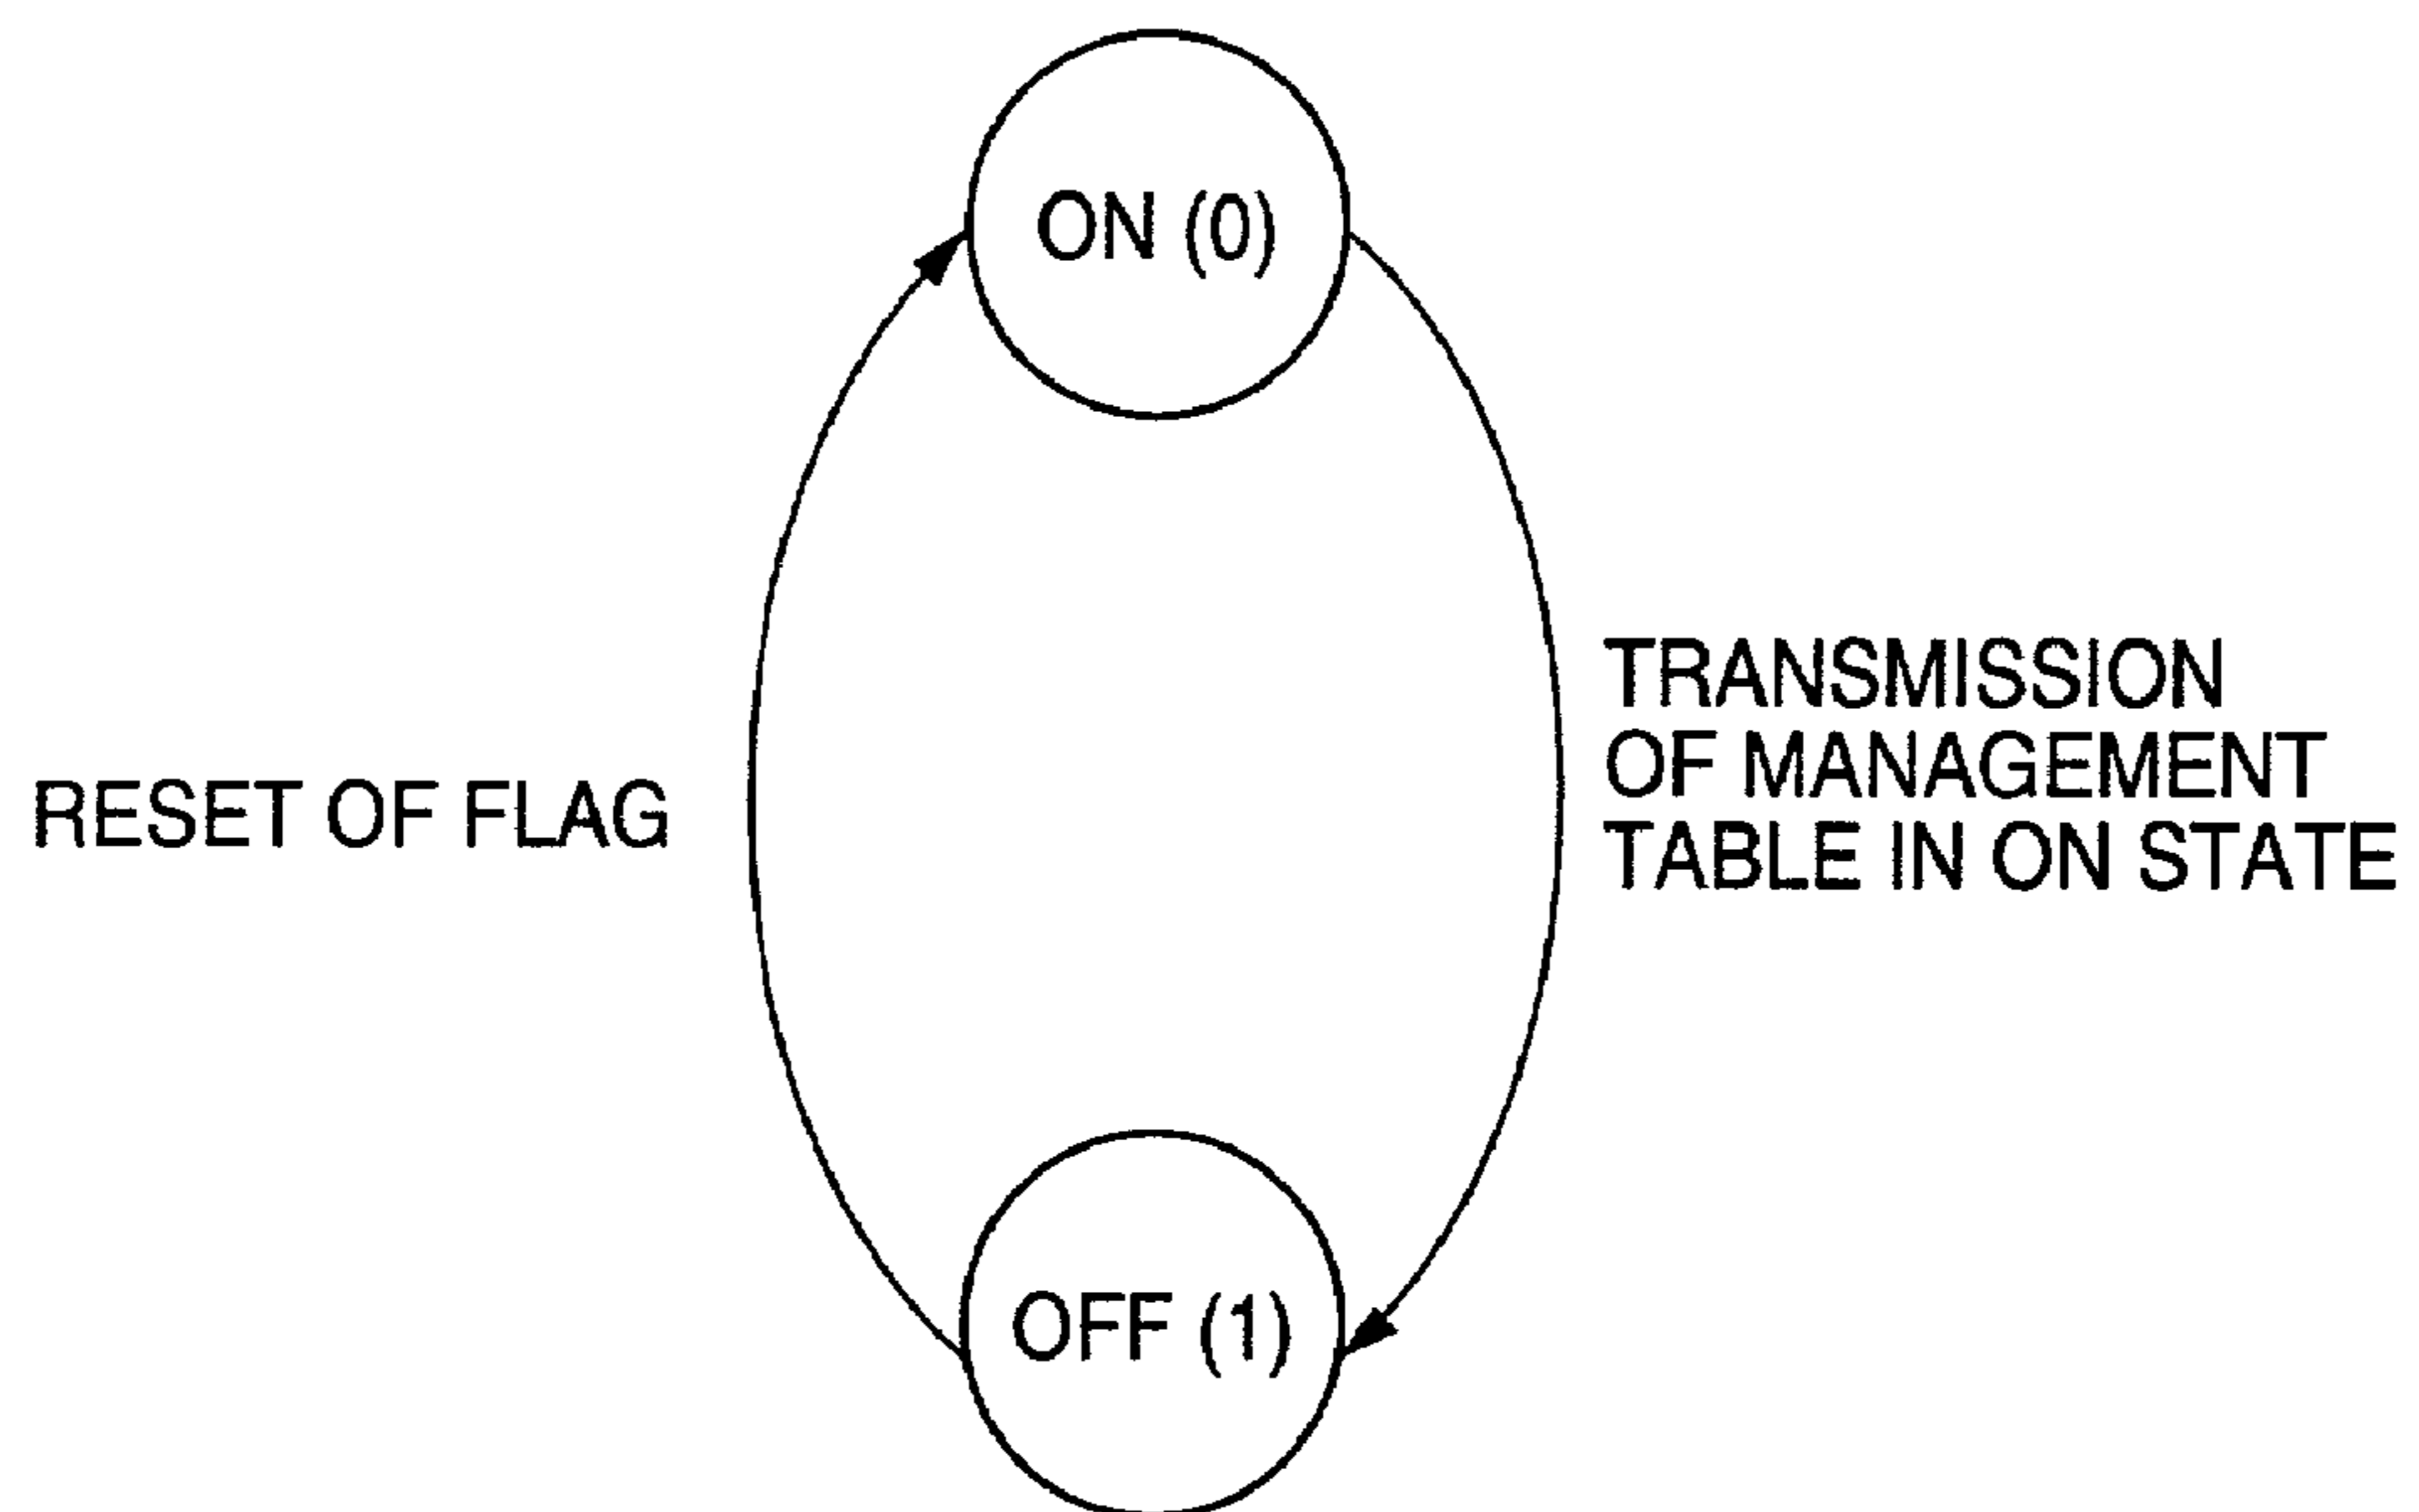 ON (0)
RESET OF FLAG
TRANSMISSION
OF MANAGEMENT
TABLE IN ON STATE
OFF (1)